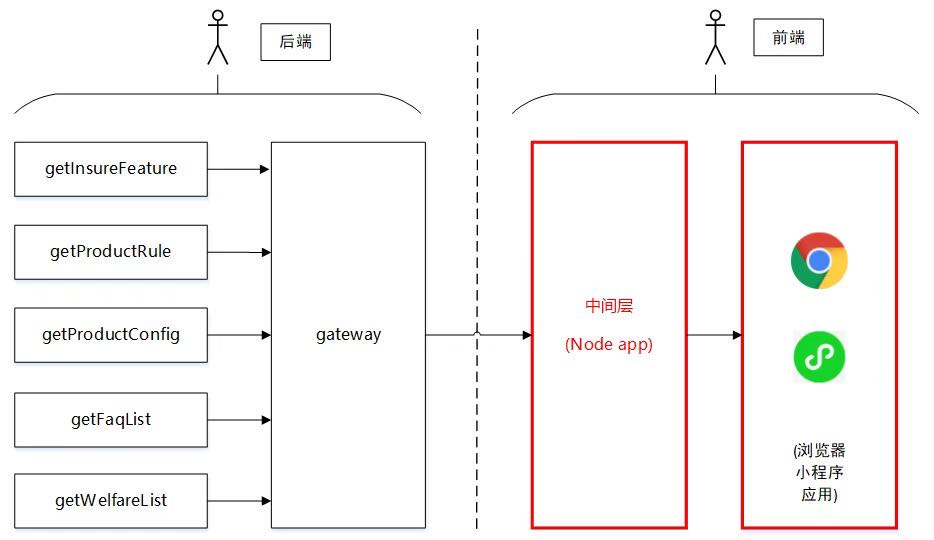 后端
前端
getInsureFeature
getProductRule
getProductConfig
getFaqList
getWelfareList
gateway
中间层
(Node app)
(浏览器
小程序
应用)